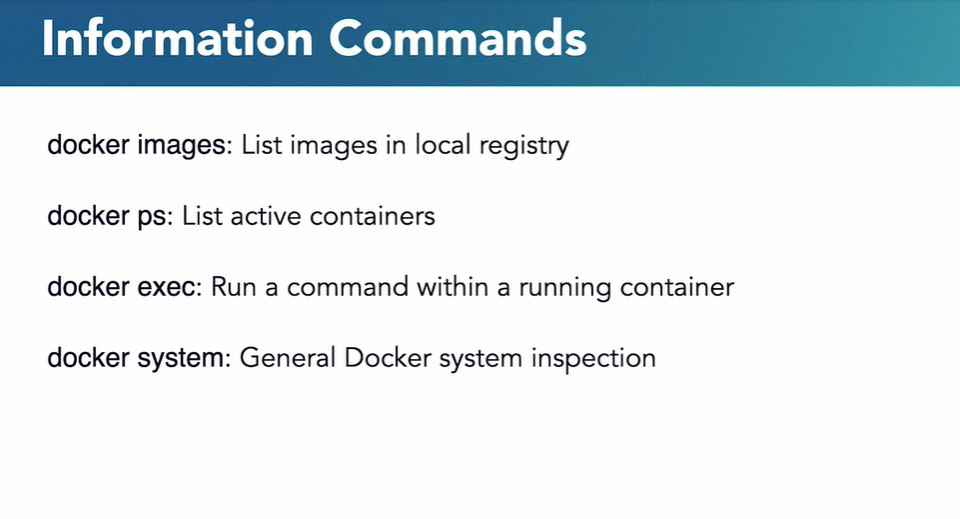 Information Commands
docker images: List images in local registry
docker ps: List active containers
docker exec: Run a command within a running container
docker system: General Docker system inspection